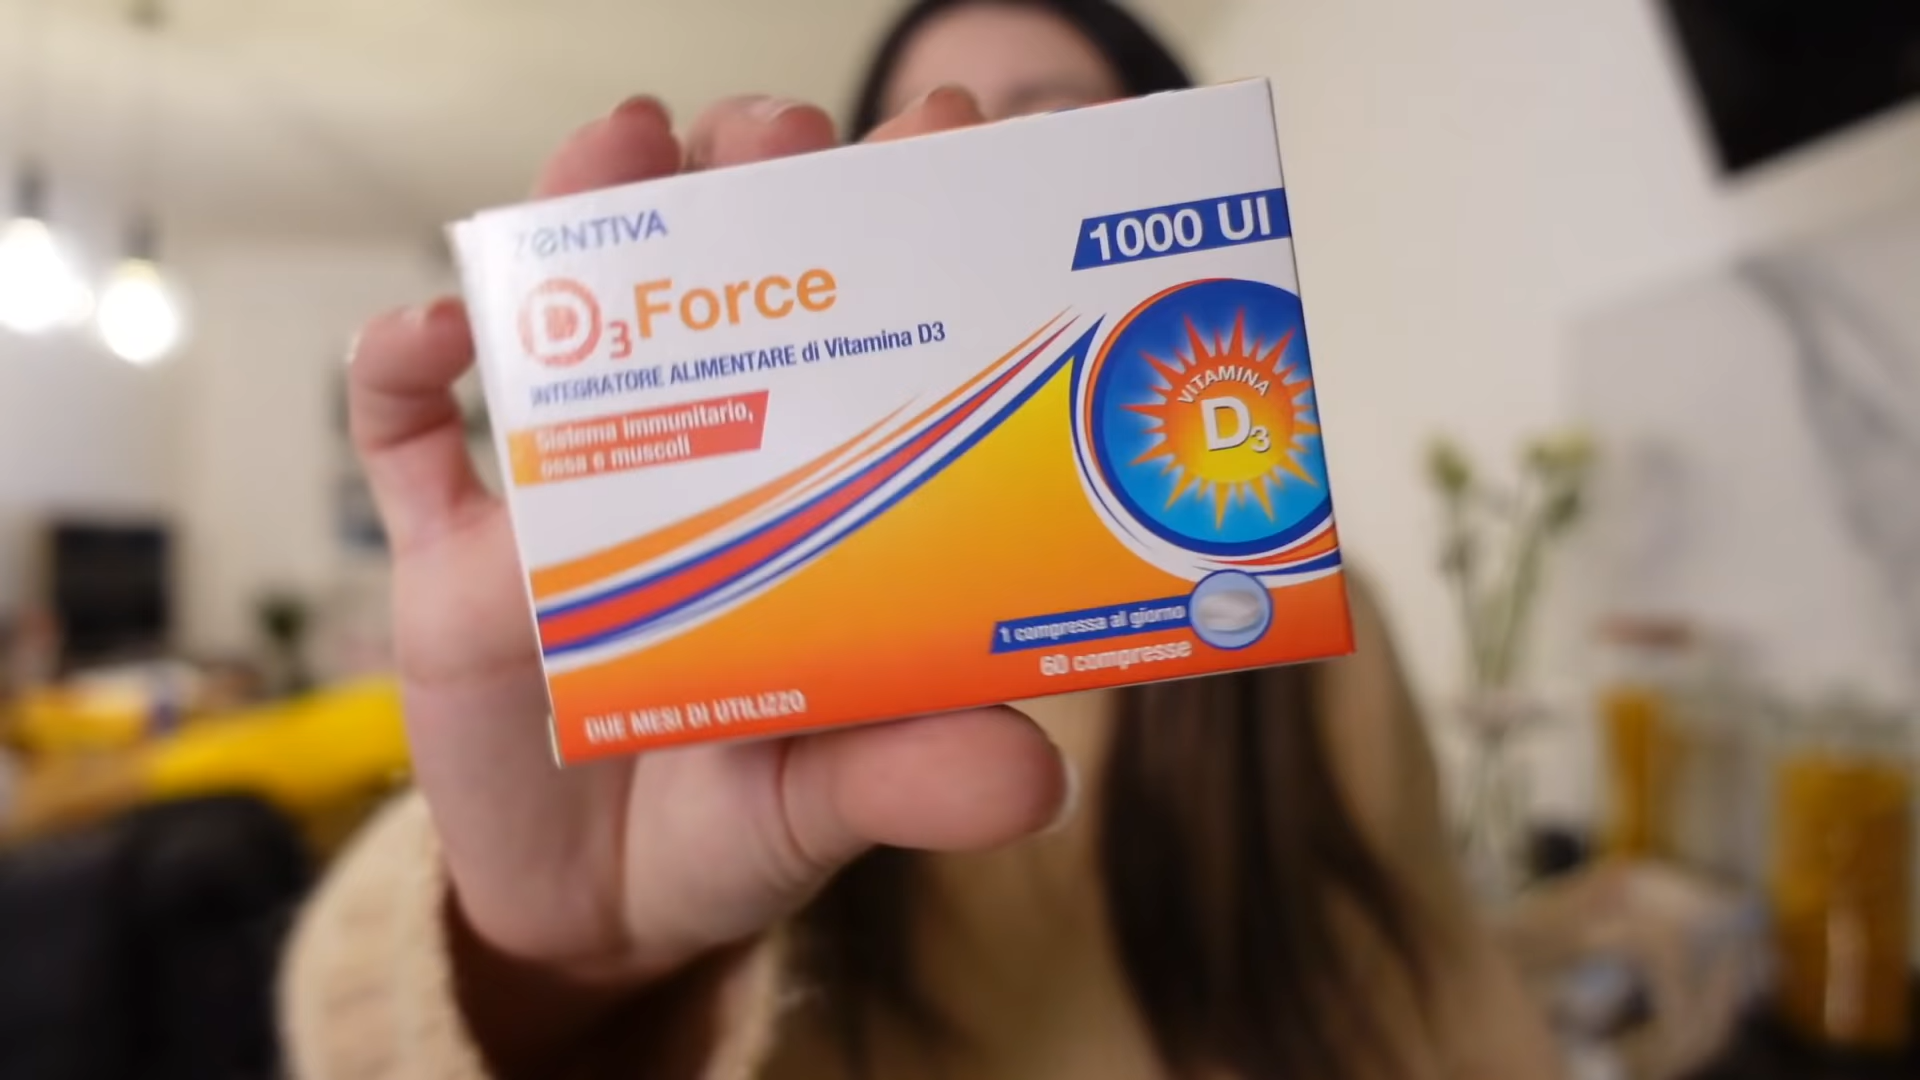 ZENTIVA
D3Force
INTEGRATORE ALIMENTARE di Vitamina D3
Sistema immunitario,
ossa e muscoli
1000 UI
VITAMINA
D3
1 compressa al giorno
60 compresse
DUE MESI DI UTILIZZO